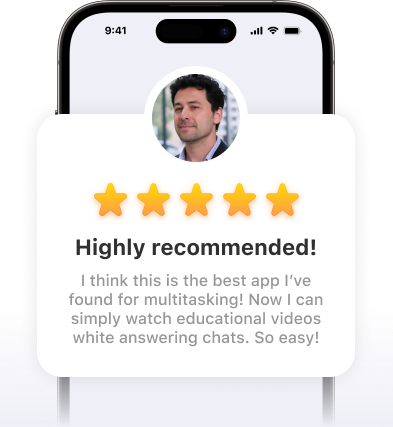 9:41
Highly recommended!
I think this is the best app I’ve
found for multitasking! Now I can
simply watch educational videos
white answering chats. So easy!